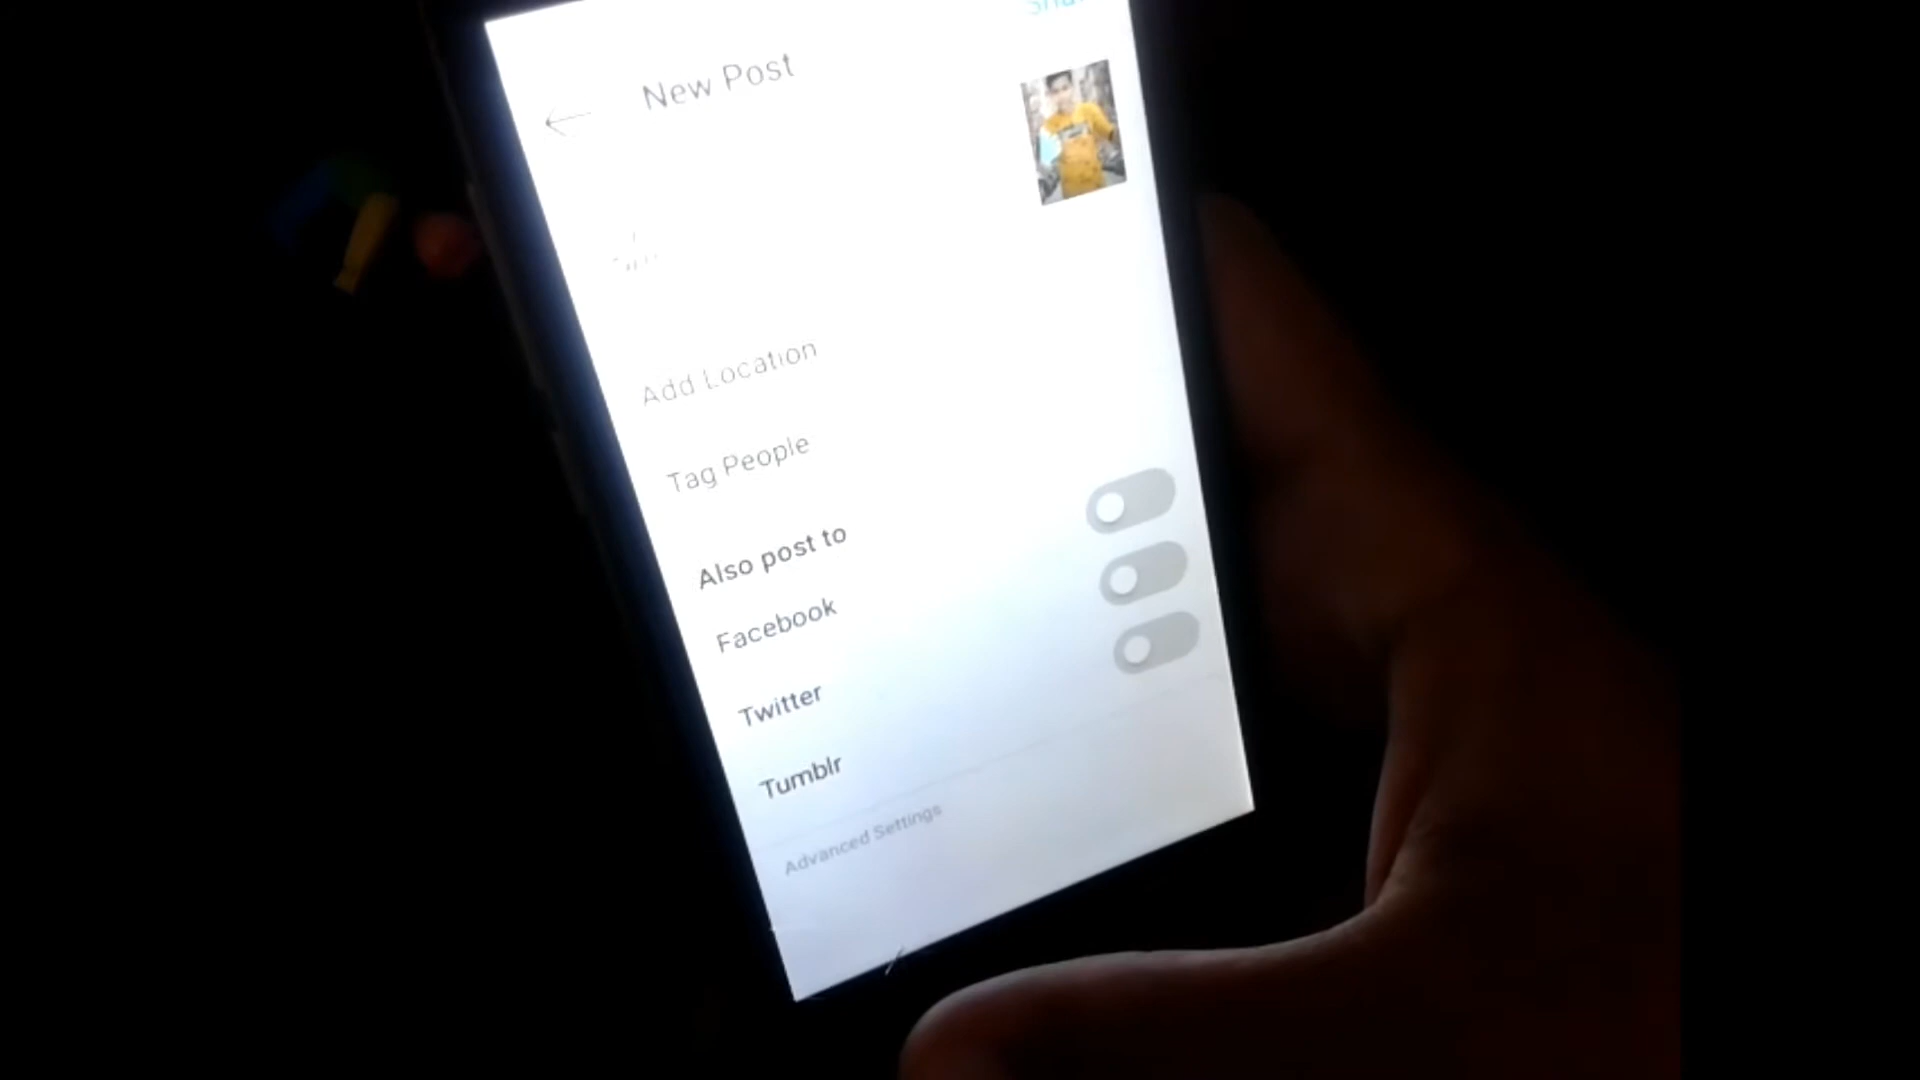 New Post
Add Location
Tag People
Also post to
Facebook
Twitter
Tumblr
Advanced Settings